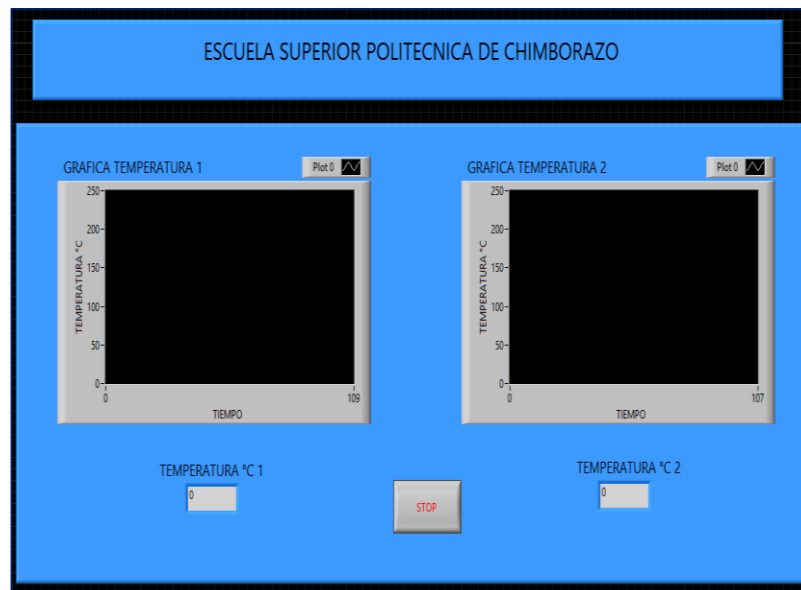 ESCUELA SUPERIOR POLITECNICA DE CHIMBORAZO
GRAFICA TEMPERATURA 1
Plot 0
250
200
150
100
50
0
TEMPERATURA °C
0
109
TIEMPO
GRAFICA TEMPERATURA 2
Plot 0
250
200
150
100
50
0
TEMPERATURA °C
0
107
TIEMPO
TEMPERATURA °C 1
0
STOP
TEMPERATURA °C 2
0